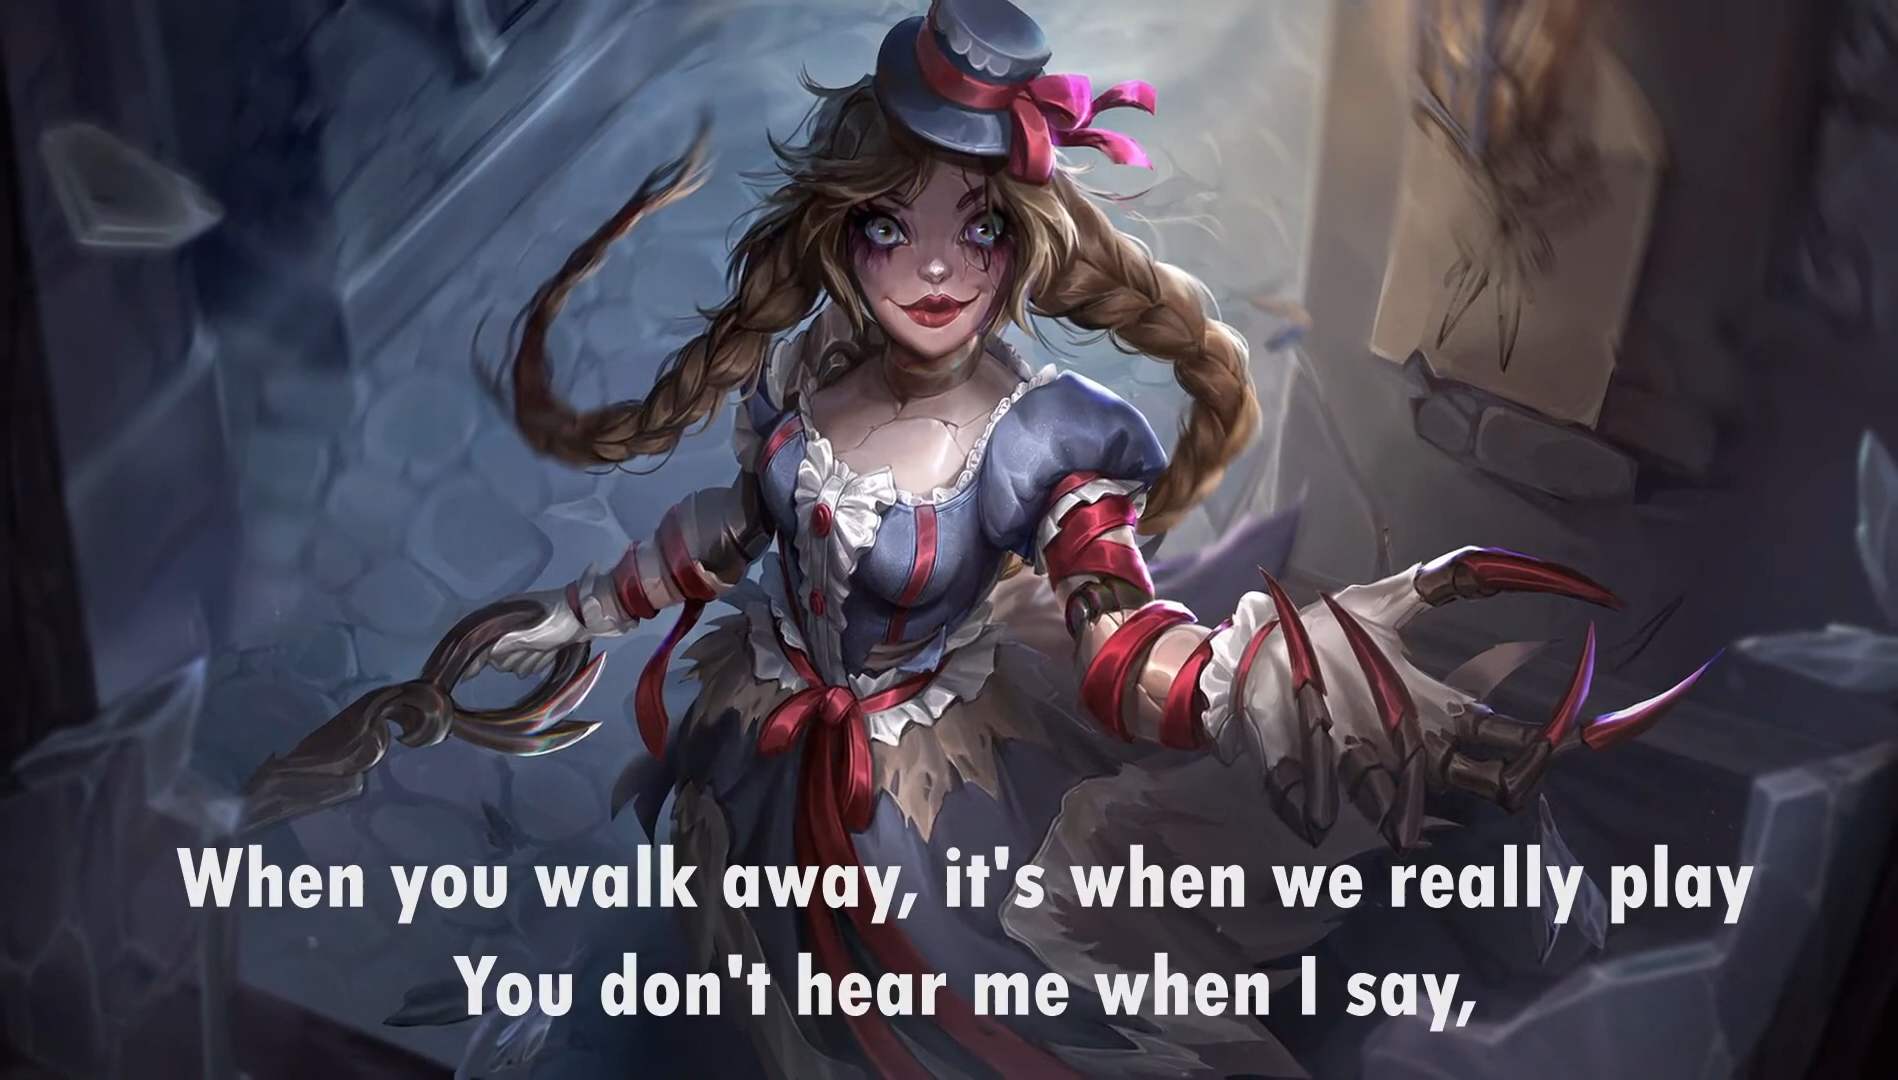 When you walk away, it's when we really play
You don't hear me when I say,